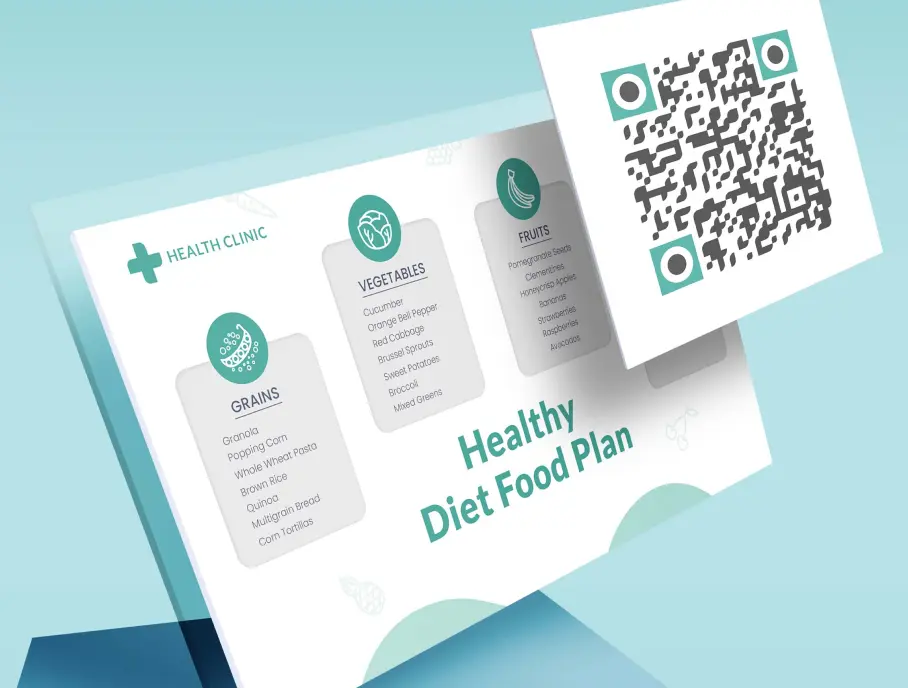 HEALTH CLINIC
GRAINS
Granola
Popping Corn
Whole Wheat Pasta
Brown Rice
Quinoa
Multigrain Bread
Corn Tortillas
VEGETABLES
Cucumber
Orange Bell Pepper
Red Cabbage
Brussel Sprouts
Sweet Potatoes
Broccoli
Mixed Greens
FRUITS
Pomegranate Seeds
Clementines
Honeycrisp Apples
Bananas
Strawberries
Raspberries
Avocados
Healthy
Diet Food Plan